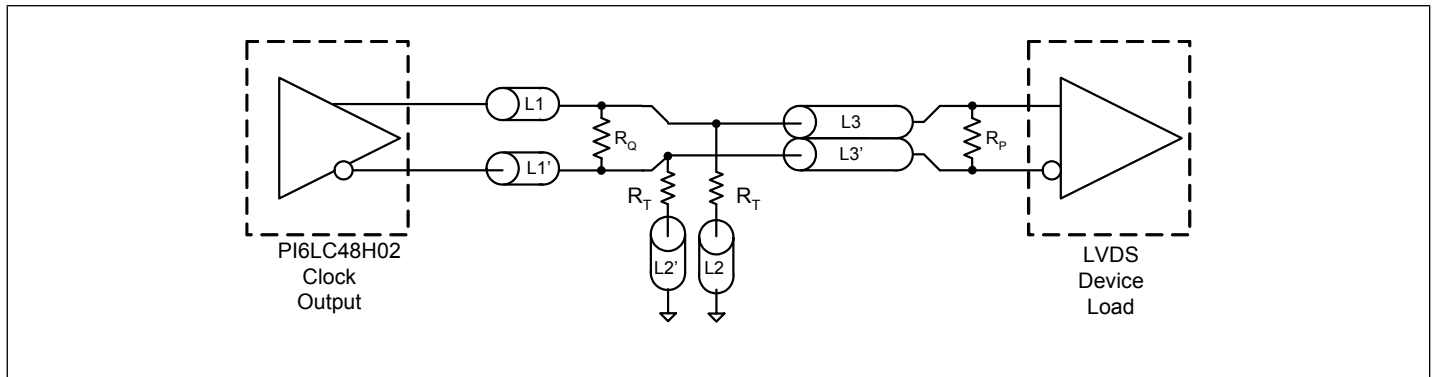 L1
L1’
R_Q
R_T
R_T
L2’
L2
L3
L3’
R_P
PI6LC48H02
Clock
Output
LVDS
Device
Load